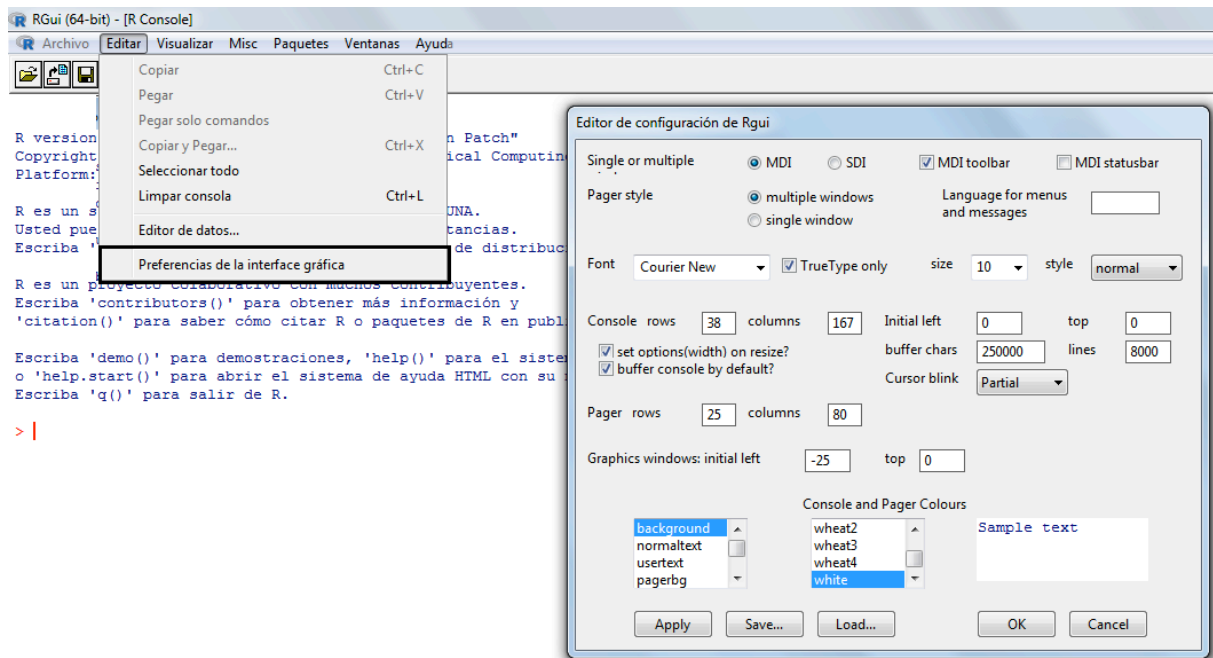 RGui (64-bit) - [R Console]
Archivo Editar Visualizar Misc Paquetes Ventanas Ayuda
Copiar Ctrl+C
Pegar Ctrl+V
Pegar solo comandos
Copiar y Pegar... Ctrl+X
Seleccionar todo
Limpar consola Ctrl+L
Editor de datos...
Preferencias de la interface gráfica
R version n Patch"
Copyright ical Computin
Platform:
R es un s UNA.
Usted pue tancias.
Escriba ' de distribuc
R es un proyecto colaborativo con muchos contribuyentes.
Escriba 'contributors()' para obtener más información y
'citation()' para saber cómo citar R o paquetes de R en publ
Escriba 'demo()' para demostraciones, 'help()' para el siste
o 'help.start()' para abrir el sistema de ayuda HTML con su
Escriba 'q()' para salir de R.
>
Editor de configuración de Rgui
Single or multiple MDI SDI MDI toolbar MDI statusbar
Pager style multiple windows Language for menus
single window and messages
Font Courier New TrueType only size 10 style normal
Console rows 38 columns 167 Initial left 0 top 0
set options(width) on resize? buffer chars 250000 lines 8000
buffer console by default? Cursor blink Partial
Pager rows 25 columns 80
Graphics windows: initial left -25 top 0
Console and Pager Colours
background wheat2 Sample text
normaltext wheat3
usertext wheat4
pagerbg white
Apply Save... Load... OK Cancel